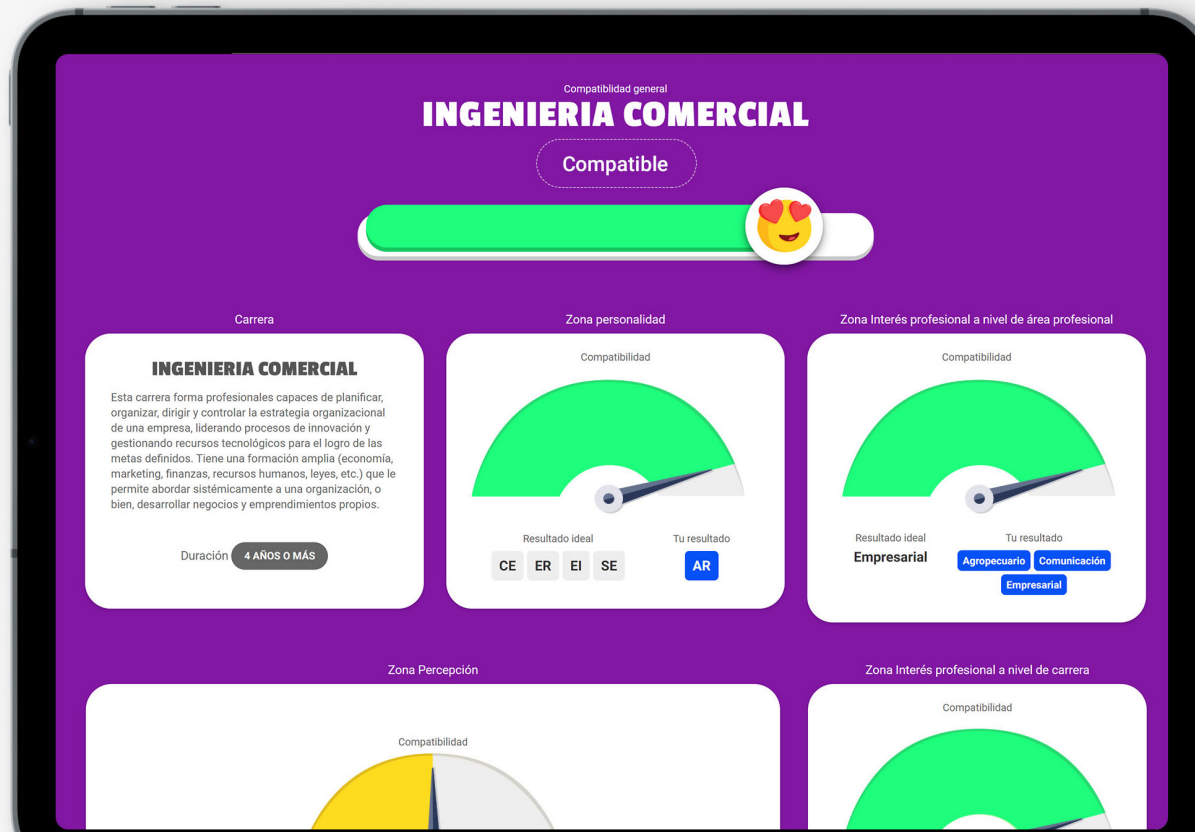 Compatiblidad general
INGENIERIA COMERCIAL
Compatible
Carrera
INGENIERIA COMERCIAL
Esta carrera forma profesionales capaces de planificar,
organizar, dirigir y controlar la estrategia organizacional
de una empresa, liderando procesos de innovación y
gestionando recursos tecnológicos para el logro de las
metas definidos. Tiene una formación amplia (economía,
marketing, finanzas, recursos humanos, leyes, etc.) que le
permite abordar sistémicamente a una organización, o
bien, desarrollar negocios y emprendimientos propios.
Duración 4 AÑOS O MÁS
Zona personalidad
Compatibilidad
Resultado ideal
CE ER EI SE
Tu resultado
AR
Zona Interés profesional a nivel de área profesional
Compatibilidad
Resultado ideal
Empresarial
Tu resultado
Agropecuario Comunicación
Empresarial
Zona Percepción
Compatibilidad
Zona Interés profesional a nivel de carrera
Compatibilidad